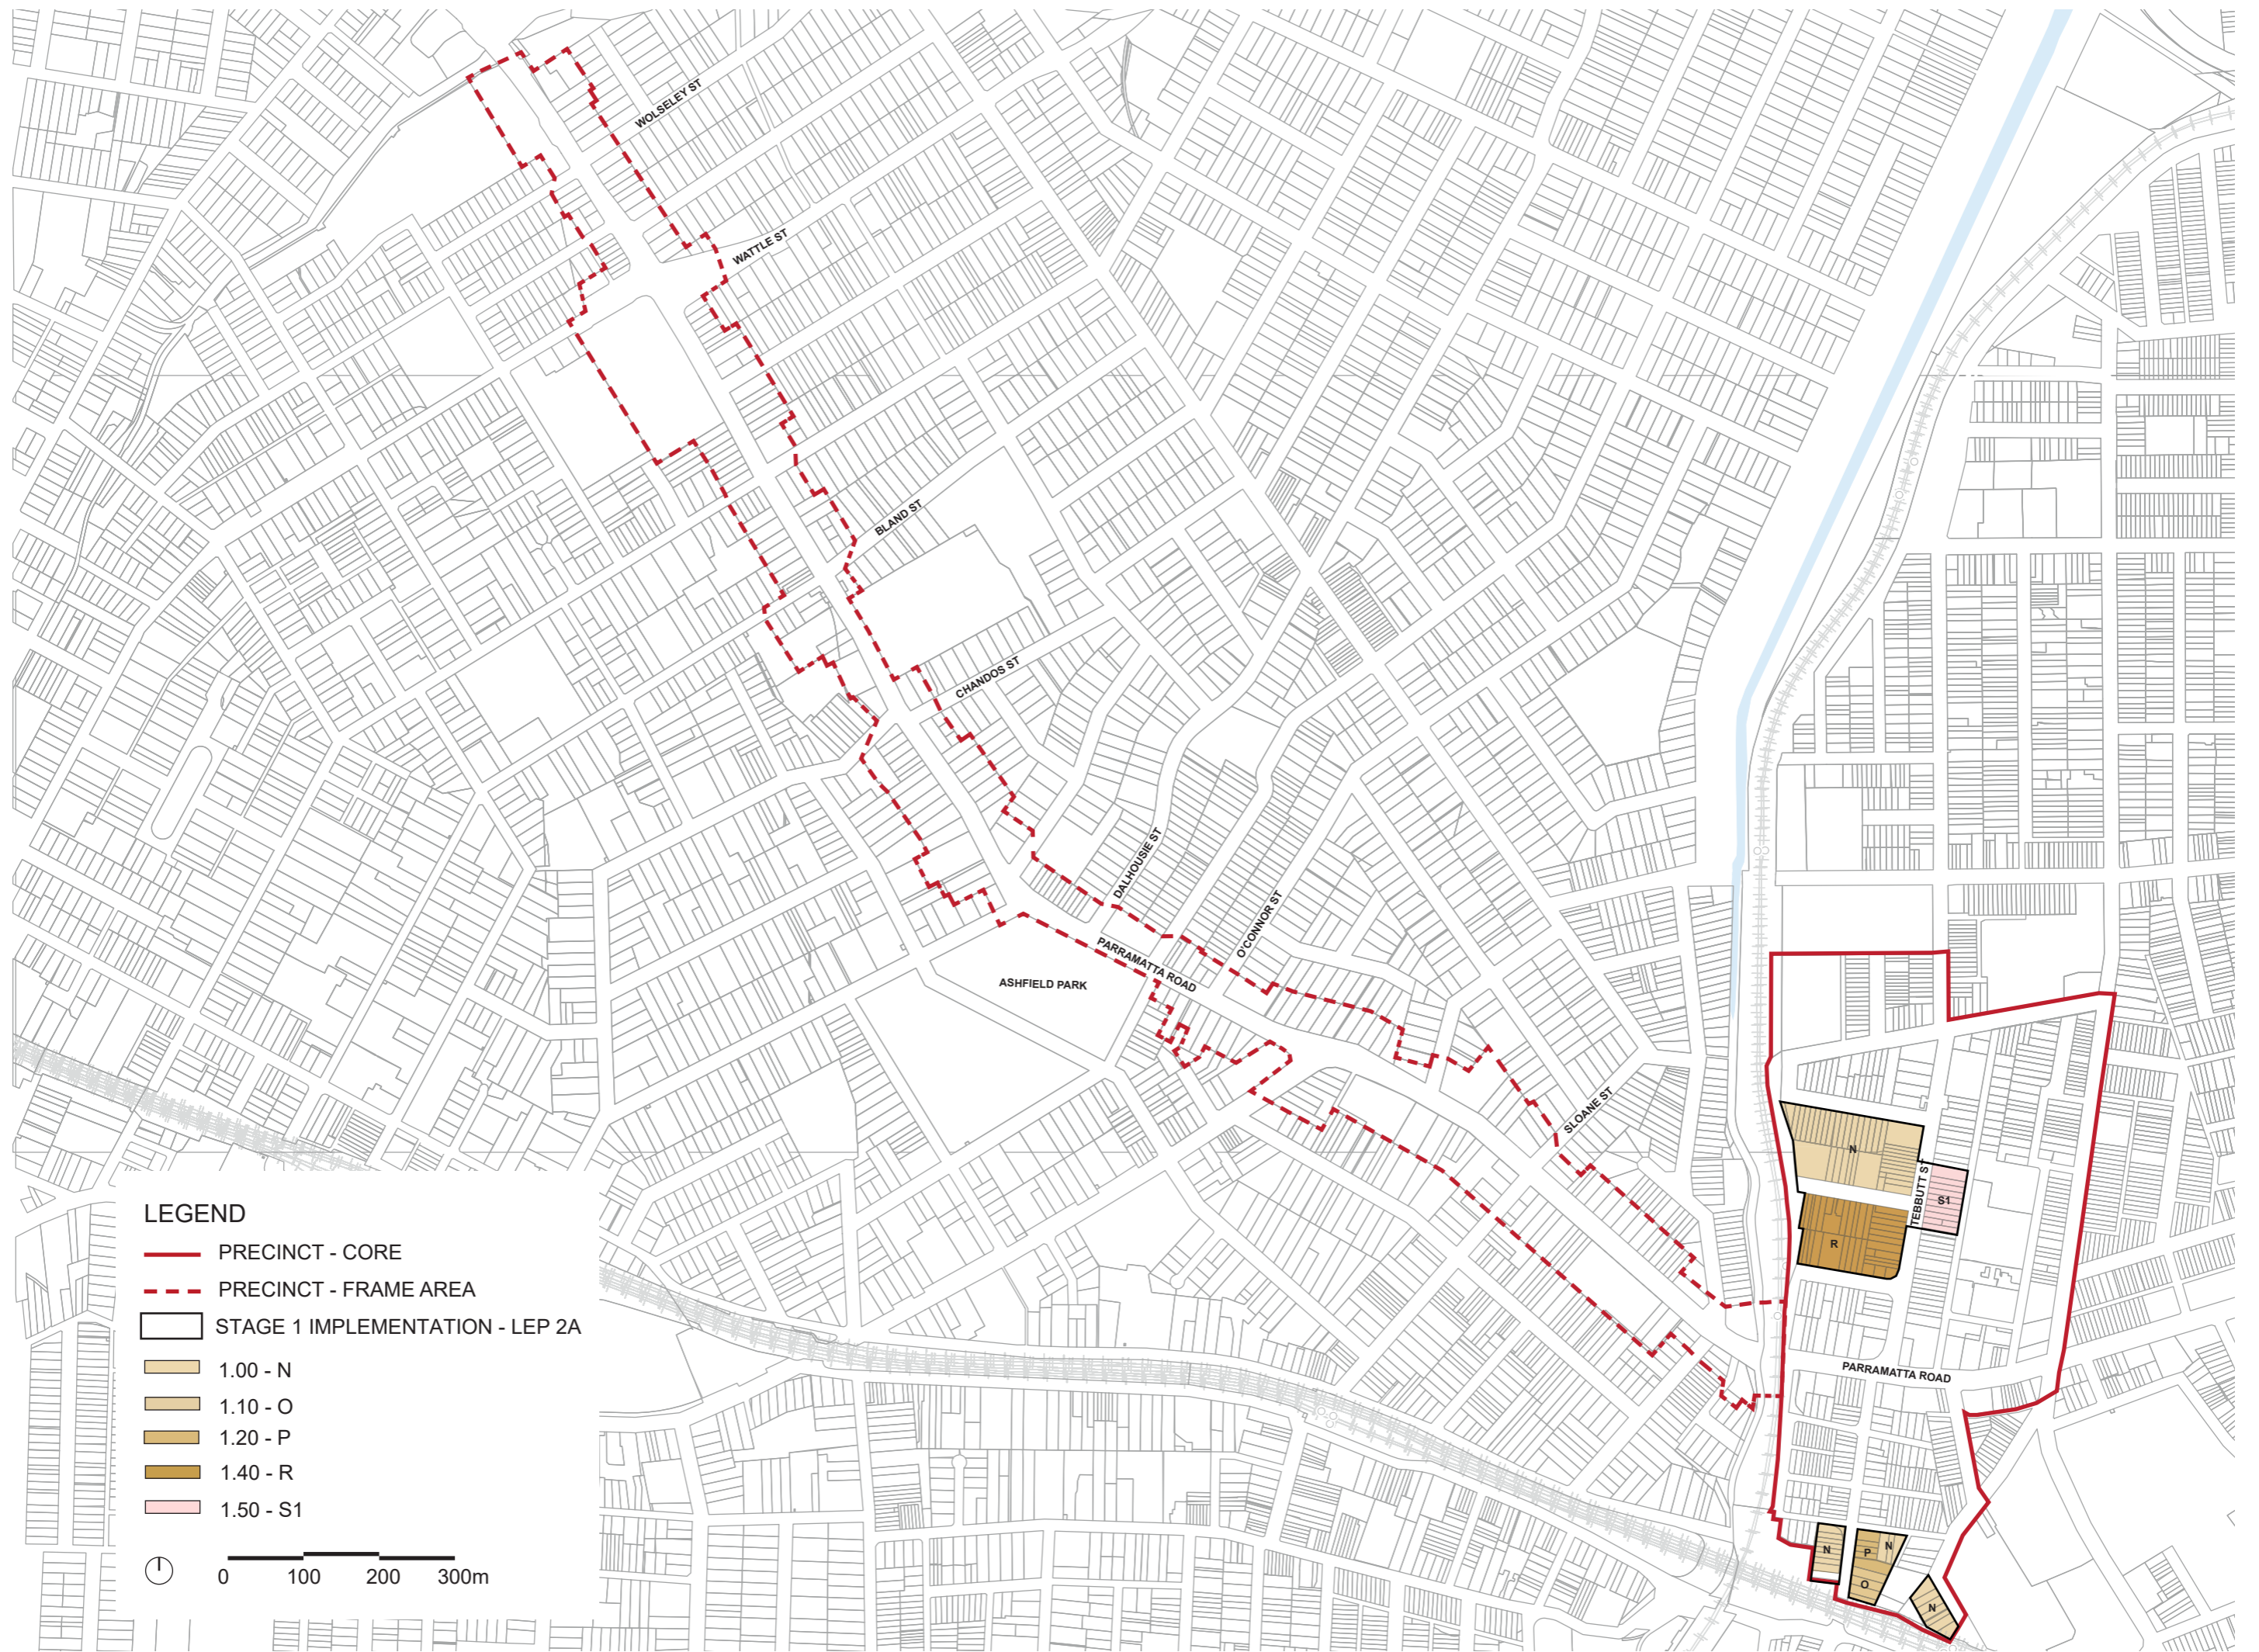 WOLSELEY ST
WATTLE ST
BLAND ST
CHANDOS ST
DALHOUSIE ST
O'CONNOR ST
PARRAMATTA ROAD
ASHFIELD PARK
SLOANE ST
N
TEBBUTT ST
S1
R
PARRAMATTA ROAD
N
P
N
O
N
LEGEND
PRECINCT - CORE
PRECINCT - FRAME AREA
STAGE 1 IMPLEMENTATION - LEP 2A
1.00 - N
1.10 - O
1.20 - P
1.40 - R
1.50 - S1
0 100 200 300m